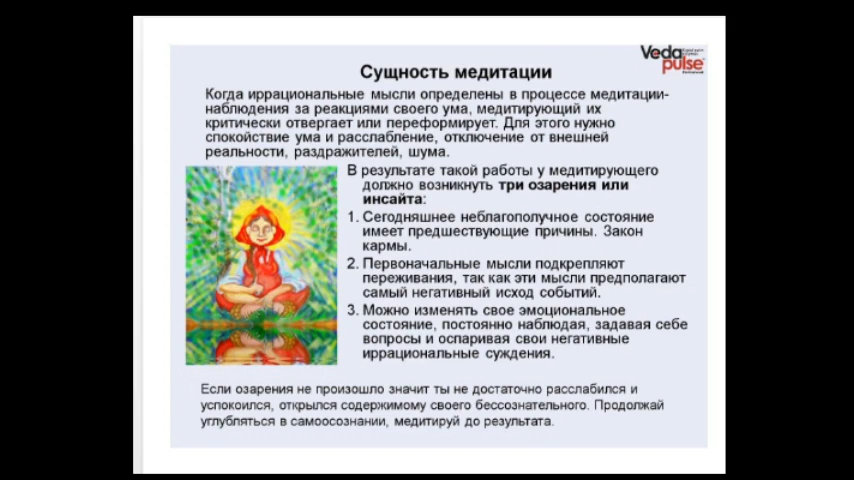 Veda
pulse
Сущность медитации
Когда иррациональные мысли определены в процессе медитации-
наблюдения за реакциями своего ума, медитирующий их
критически отвергает или переформирует. Для этого нужно
спокойствие ума и расслабление, отключение от внешней
реальности, раздражителей, шума.
В результате такой работы у медитирующего
должно возникнуть три озарения или
инсайта:
1. Сегодняшнее неблагополучное состояние
имеет предшествующие причины. Закон
кармы.
2. Первоначальные мысли подкрепляют
переживания, так как эти мысли предполагают
самый негативный исход событий.
3. Можно изменять свое эмоциональное
состояние, постоянно наблюдая, задавая себе
вопросы и оспаривая свои негативные
иррациональные суждения.
Если озарения не произошло значит ты не достаточно расслабился и
успокоился, открылся содержимому своего бессознательного. Продолжай
углубляться в самоосознании, медитируй до результата.